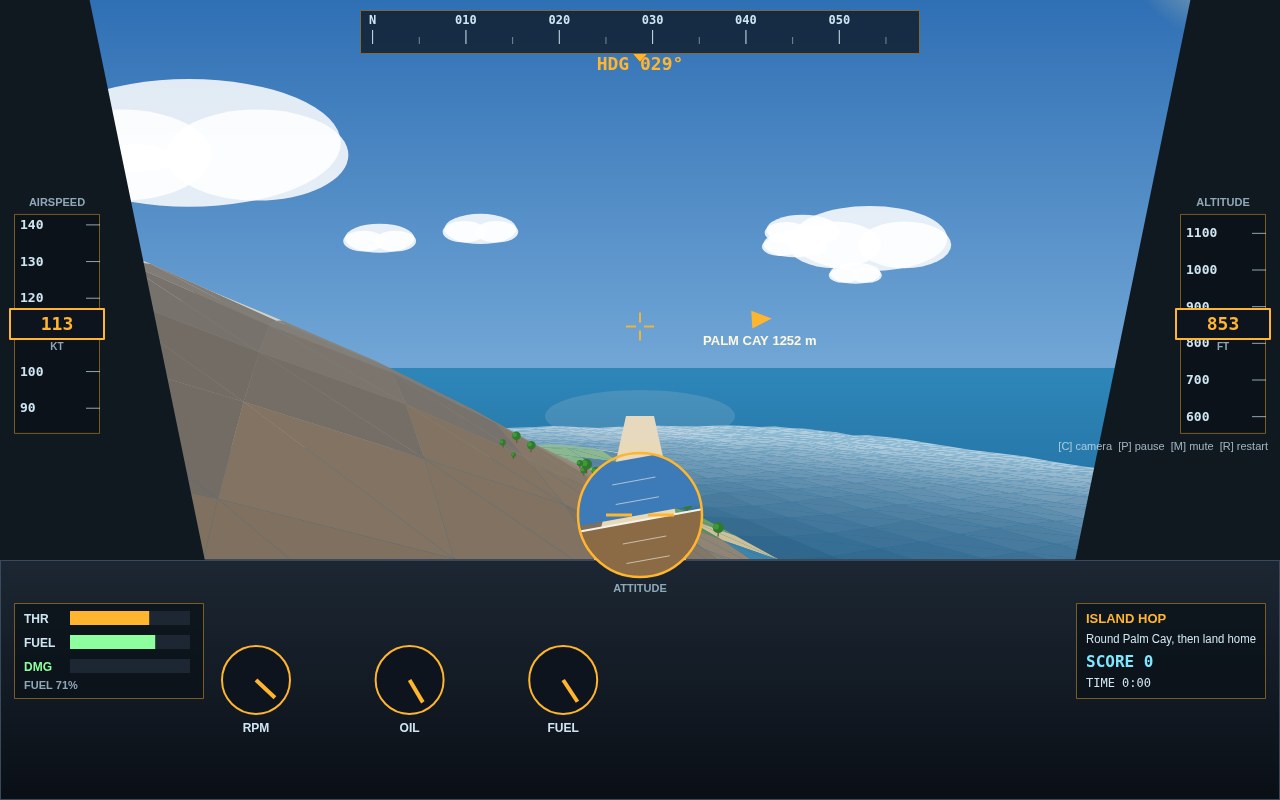 N 010 020 030 040 050
HDG 029°
AIRSPEED
140
130
120
113
KT
100
90
ALTITUDE
1100
1000
900
853
800
FT
700
600
PALM CAY 1252 m
[C] camera [P] pause [M] mute [R] restart
ATTITUDE
THR
FUEL
DMG
FUEL 71%
RPM
OIL
FUEL
ISLAND HOP
Round Palm Cay, then land home
SCORE 0
TIME 0:00